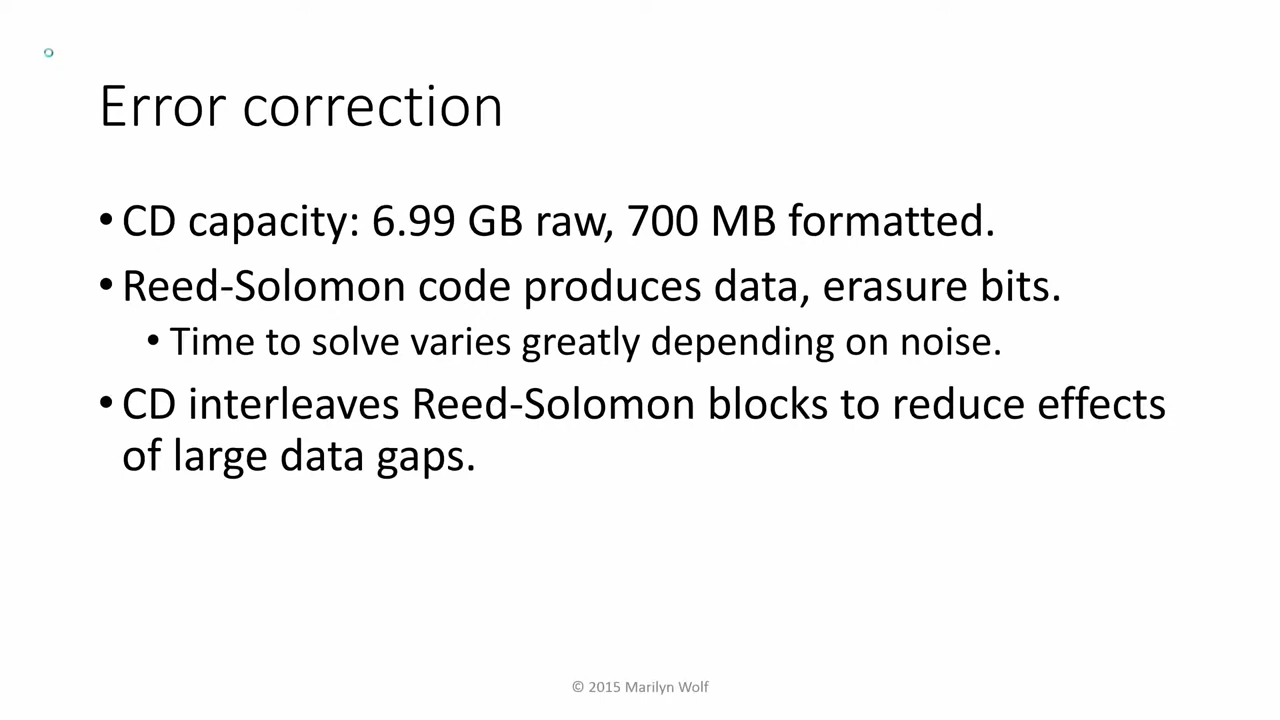 Error correction
• CD capacity: 6.99 GB raw, 700 MB formatted.
• Reed-Solomon code produces data, erasure bits.
• Time to solve varies greatly depending on noise.
• CD interleaves Reed-Solomon blocks to reduce effects
of large data gaps.
© 2015 Marilyn Wolf